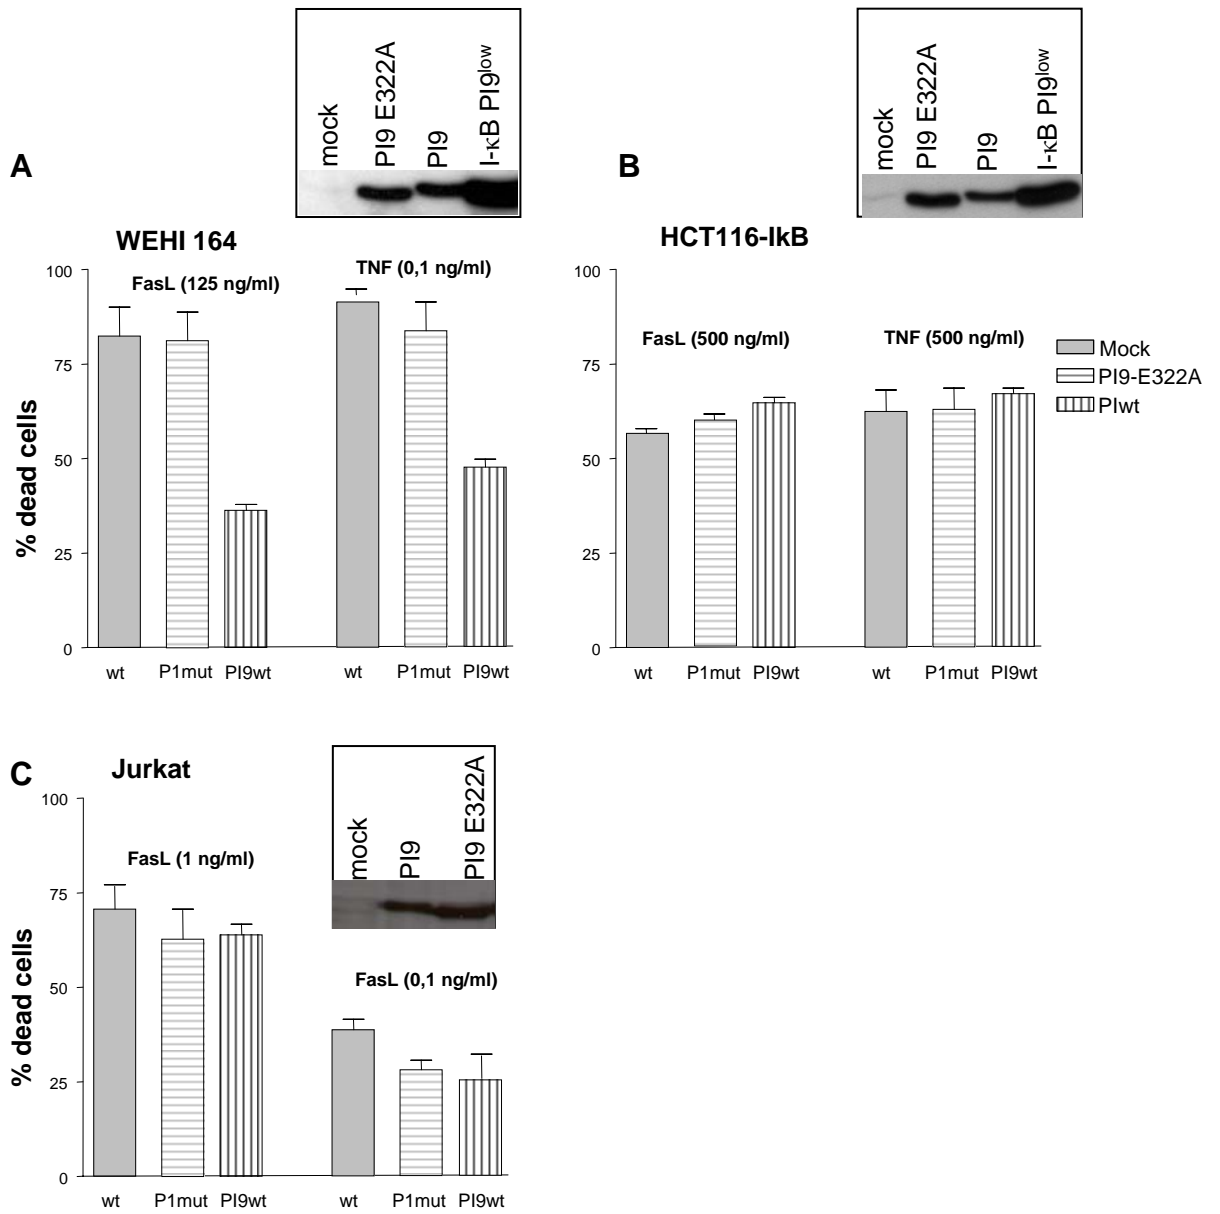 A
mock
PI9 E322A
PI9
I-κB PI9low
WEHI 164
FasL (125 ng/ml)
TNF (0,1 ng/ml)
% dead cells
100
75
50
25
0
wt
P1mut
PI9wt
wt
P1mut
PI9wt
B
mock
PI9 E322A
PI9
I-κB PI9low
HCT116-IkB
FasL (500 ng/ml)
TNF (500 ng/ml)
100
75
50
25
0
wt
P1mut
PI9wt
wt
P1mut
PI9wt
Mock
PI9-E322A
PIwt
C
Jurkat
mock
PI9
PI9 E322A
FasL (1 ng/ml)
FasL (0,1 ng/ml)
% dead cells
100
75
50
25
0
wt
P1mut
PI9wt
wt
P1mut
PI9wt